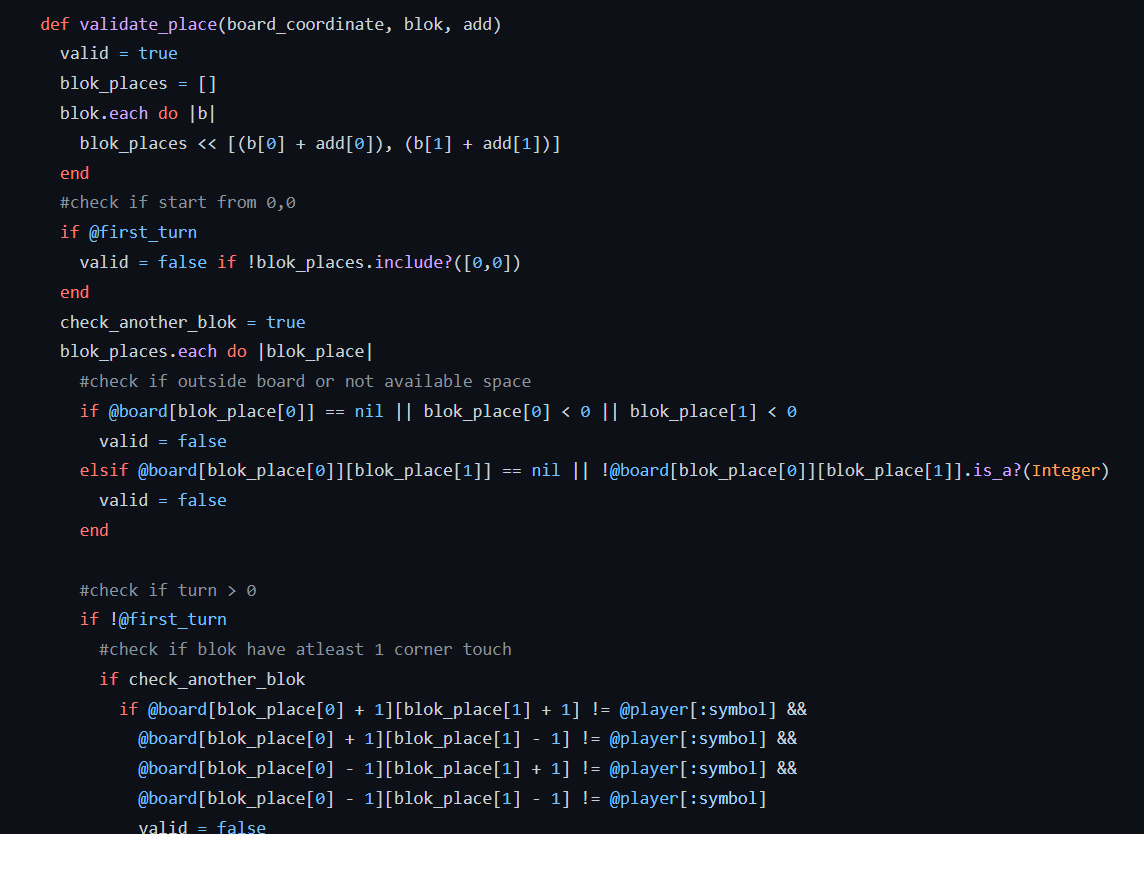 def validate_place(board_coordinate, blok, add)
valid = true
blok_places = []
blok.each do |b|
blok_places << [(b[0] + add[0]), (b[1] + add[1])]
end
#check if start from 0,0
if @first_turn
valid = false if !blok_places.include?([0,0])
end
check_another_blok = true
blok_places.each do |blok_place|
#check if outside board or not available space
if @board[blok_place[0]] == nil || blok_place[0] < 0 || blok_place[1] < 0
valid = false
elsif @board[blok_place[0]][blok_place[1]] == nil || !@board[blok_place[0]][blok_place[1]].is_a?(Integer)
valid = false
end
#check if turn > 0
if !@first_turn
#check if blok have atleast 1 corner touch
if check_another_blok
if @board[blok_place[0] + 1][blok_place[1] + 1] != @player[:symbol] &&
@board[blok_place[0] + 1][blok_place[1] - 1] != @player[:symbol] &&
@board[blok_place[0] - 1][blok_place[1] + 1] != @player[:symbol] &&
@board[blok_place[0] - 1][blok_place[1] - 1] != @player[:symbol]
valid = false